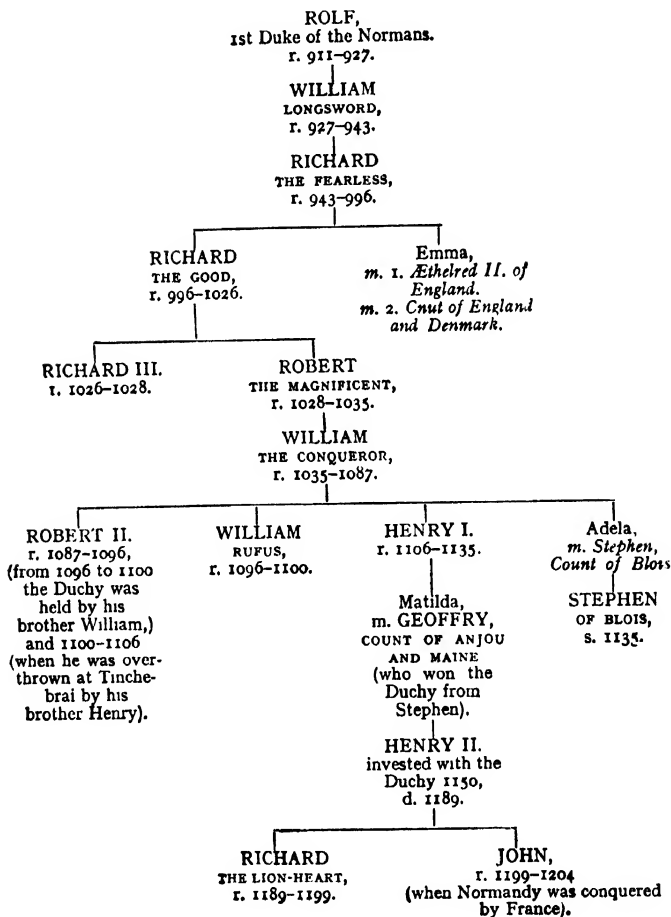 ROLF,
1st Duke of the Normans.
r. 911–927.
WILLIAM
LONGSWORD,
r. 927–943.
RICHARD
THE FEARLESS,
r. 943–996.
RICHARD
THE GOOD,
r. 996–1026.
Emma,
m. 1. Æthelred II. of
England.
m. 2. Cnut of England
and Denmark.
RICHARD III.
r. 1026–1028.
ROBERT
THE MAGNIFICENT,
r. 1028–1035.
WILLIAM
THE CONQUEROR,
r. 1035–1087.
ROBERT II.
r. 1087–1096,
(from 1096 to 1100
the Duchy was
held by his
brother William,)
and 1100–1106
(when he was over-
thrown at Tinche-
brai by his
brother Henry).
WILLIAM
RUFUS,
r. 1096–1100.
HENRY I.
r. 1106–1135.
Matilda,
m. GEOFFRY,
COUNT OF ANJOU
AND MAINE
(who won the
Duchy from
Stephen).
Adela,
m. Stephen,
Count of Blois
STEPHEN
OF BLOIS,
s. 1135.
HENRY II.
invested with the
Duchy 1150,
d. 1189.
RICHARD
THE LION-HEART,
r. 1189–1199.
JOHN,
r. 1199–1204
(when Normandy was conquered
by France).